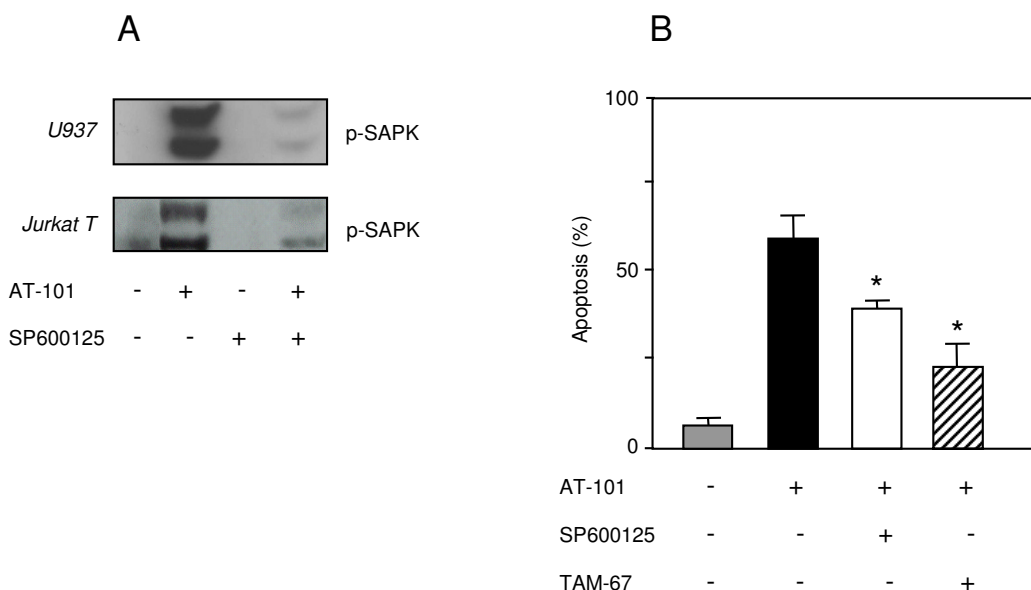 A
U937 p-SAPK
Jurkat T p-SAPK
AT-101 - + - +
SP600125 - - + +
B
100
50
0
Apoptosis (%)
*
*
AT-101 - + + +
SP600125 - - + -
TAM-67 - - - +